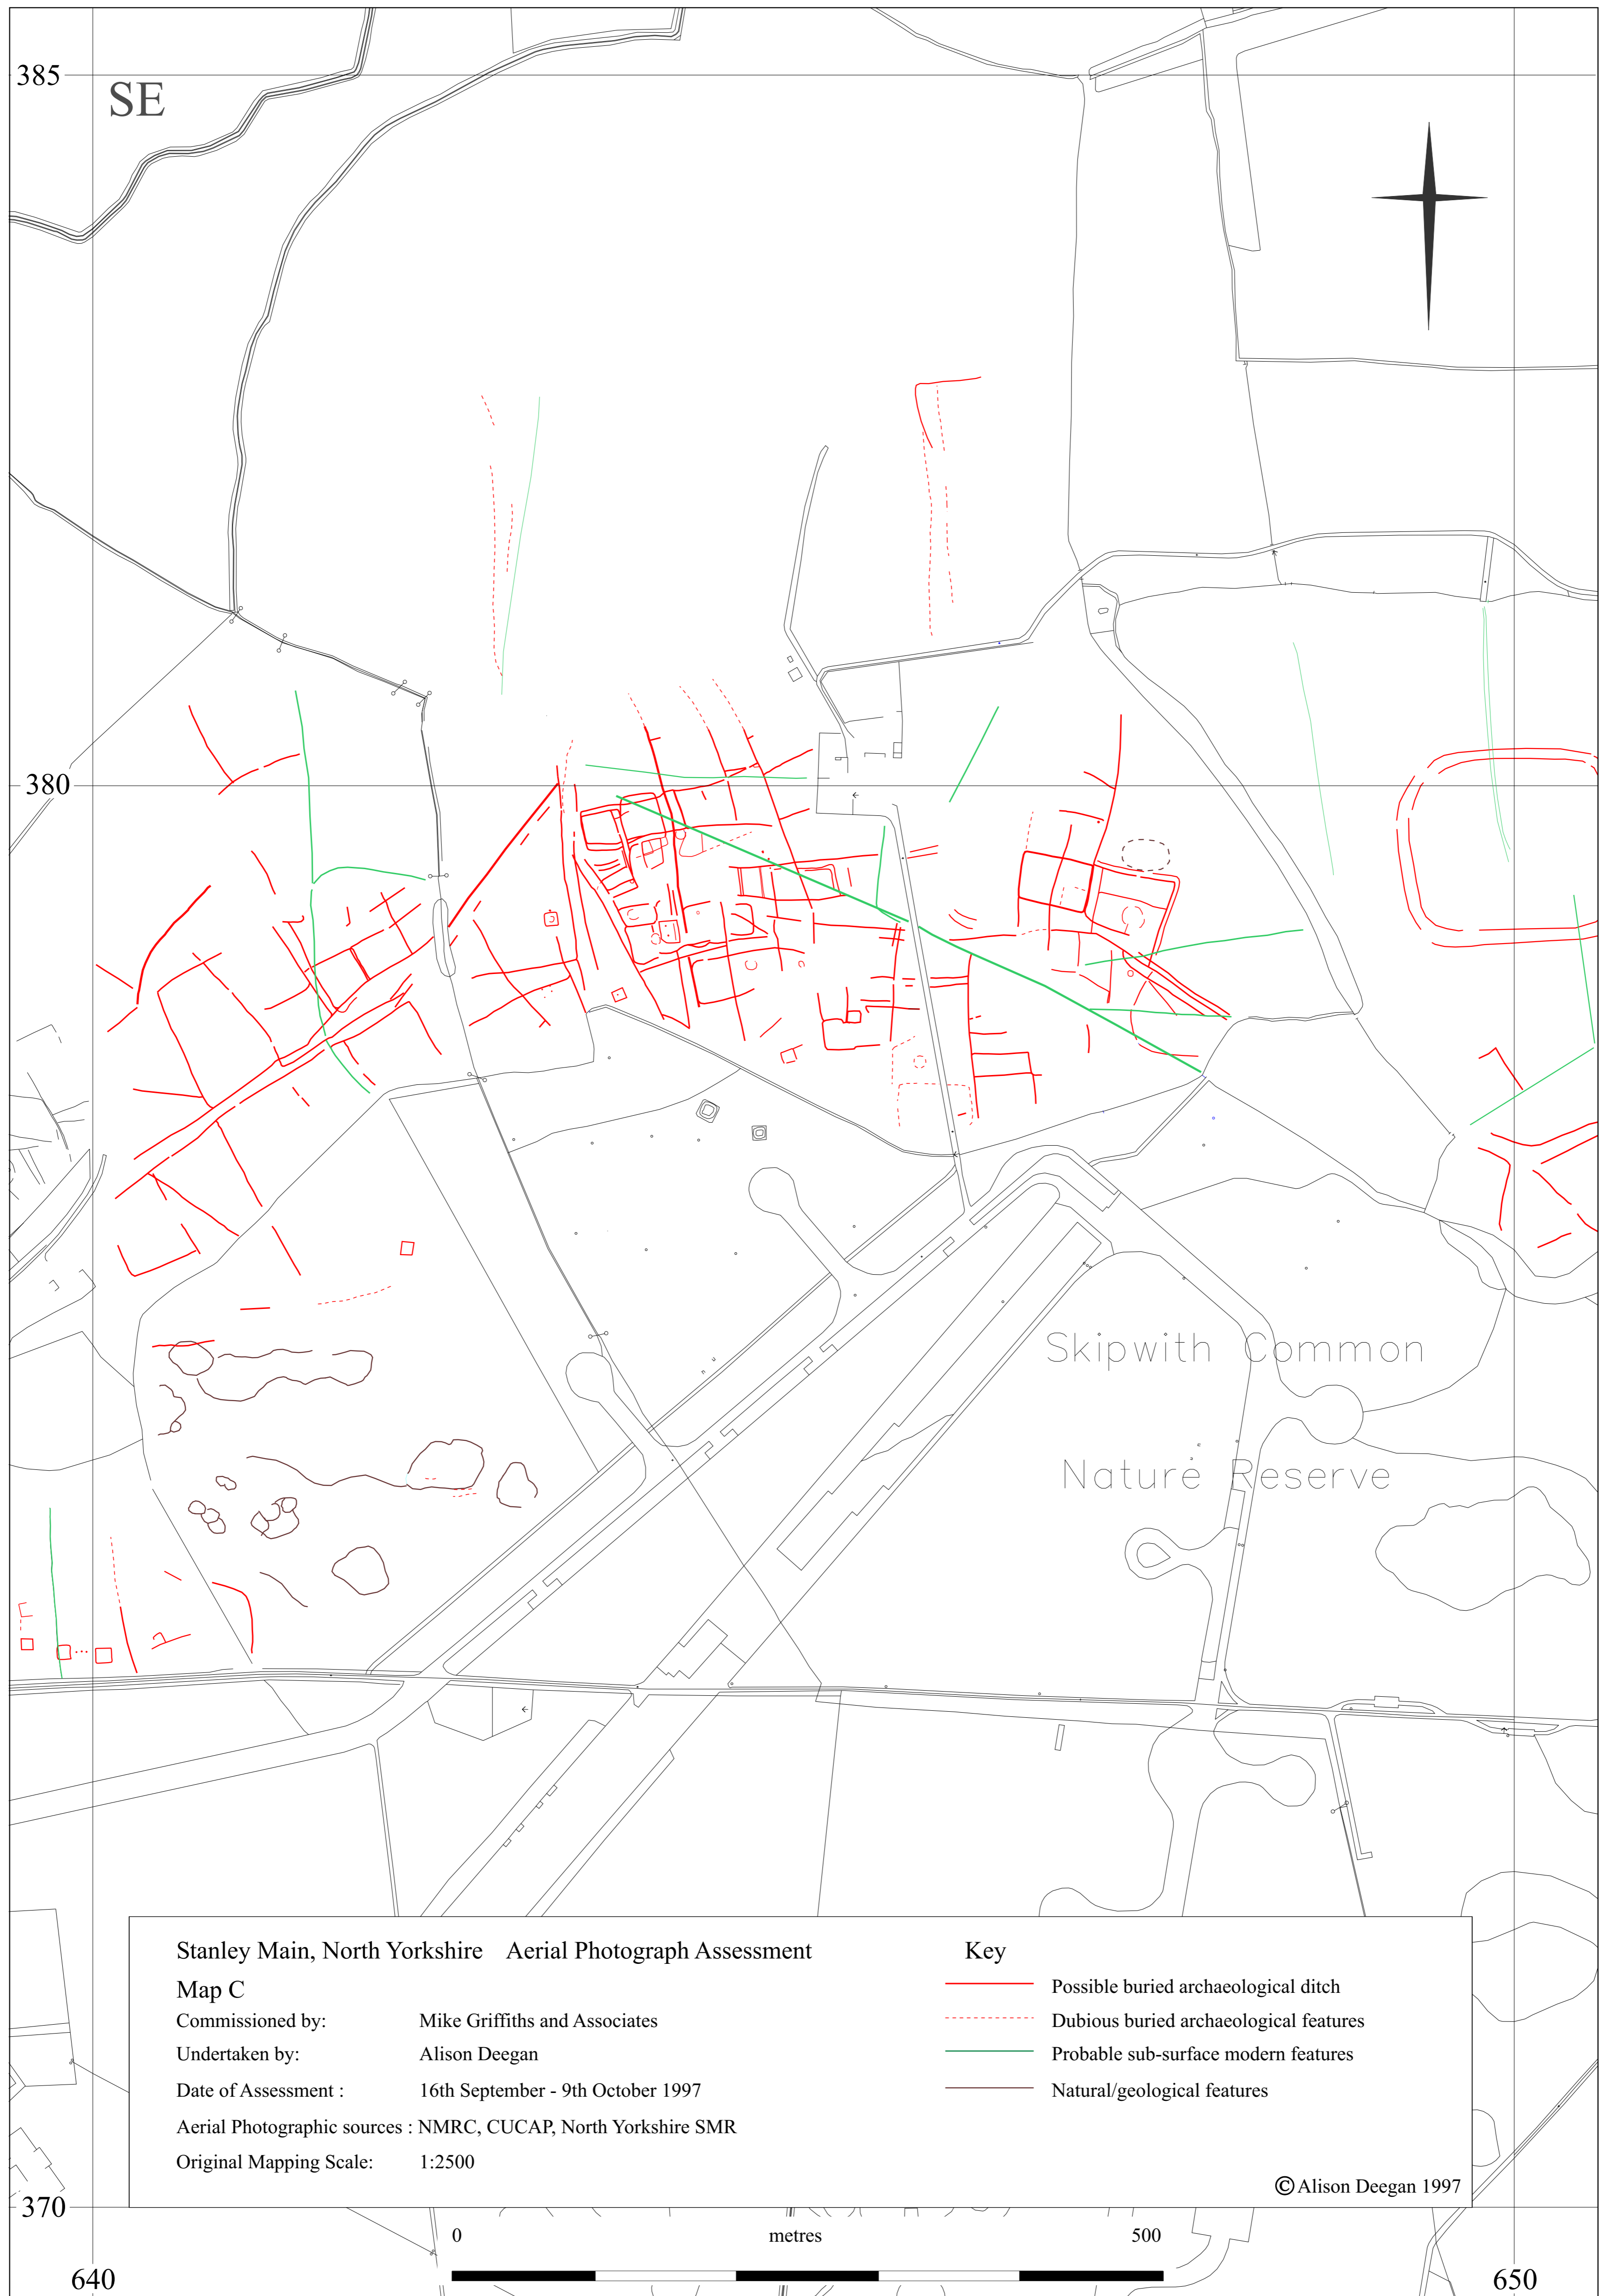 385
SE
380
Skipwith Common
Nature Reserve
Stanley Main, North Yorkshire Aerial Photograph Assessment
Map C
Commissioned by: Mike Griffiths and Associates
Undertaken by: Alison Deegan
Date of Assessment : 16th September - 9th October 1997
Aerial Photographic sources : NMRC, CUCAP, North Yorkshire SMR
Original Mapping Scale: 1:2500
Key
Possible buried archaeological ditch
Dubious buried archaeological features
Probable sub-surface modern features
Natural/geological features
© Alison Deegan 1997
370
0 metres 500
640 650